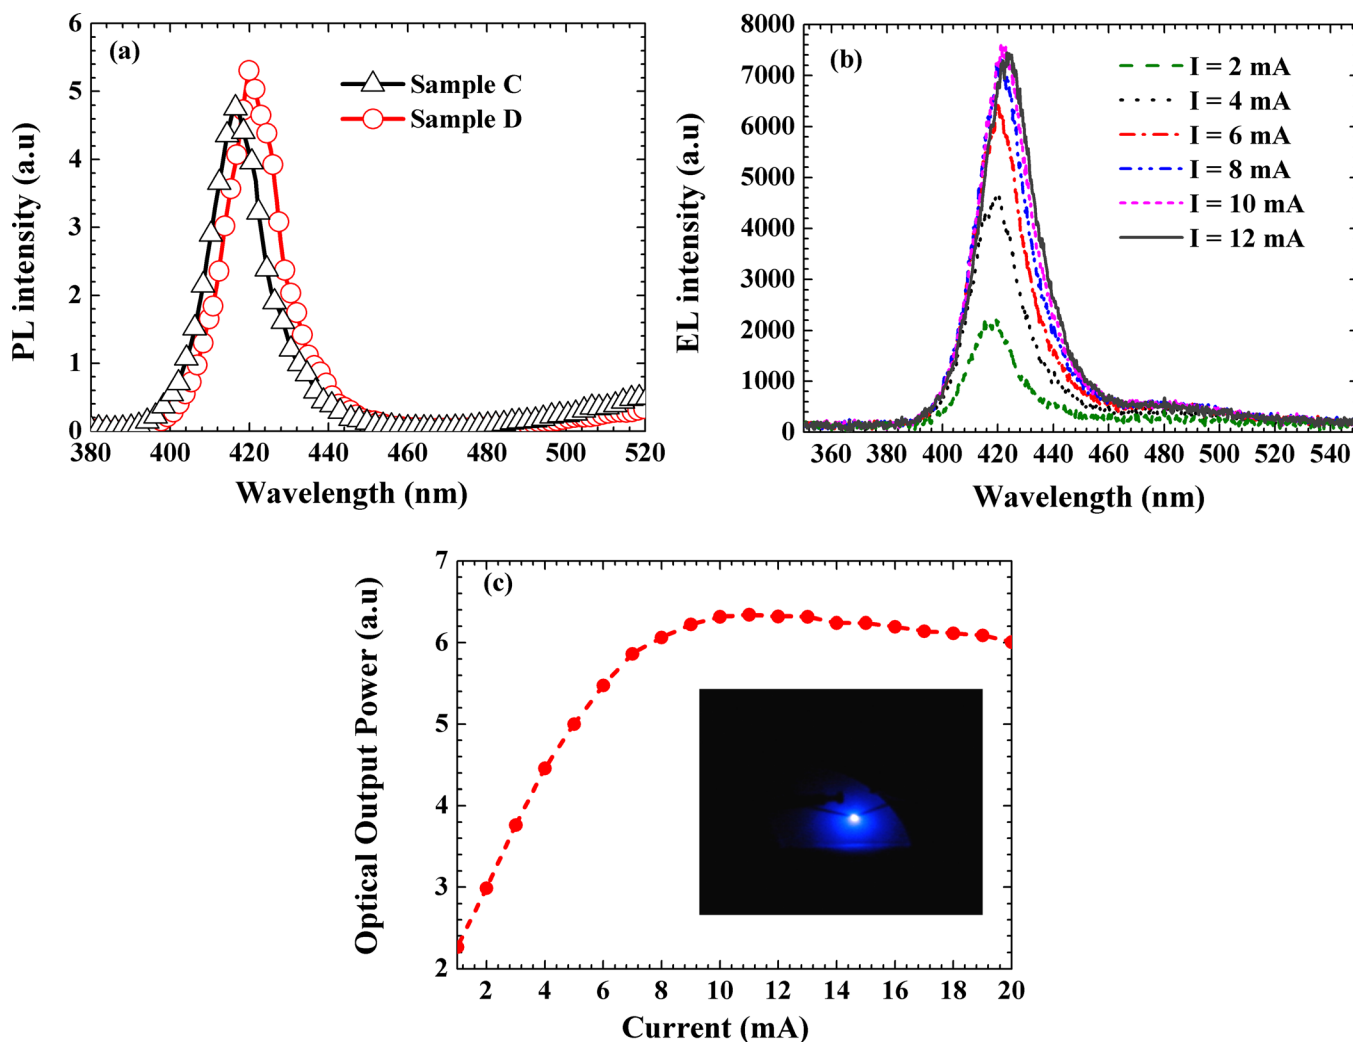 (a)
Sample C
Sample D
PL intensity (a.u)
6
5
4
3
2
1
0
380 400 420 440 460 480 500 520
Wavelength (nm)
(b)
I = 2 mA
I = 4 mA
I = 6 mA
I = 8 mA
I = 10 mA
I = 12 mA
EL intensity (a.u)
8000
7000
6000
5000
4000
3000
2000
1000
0
360 380 400 420 440 460 480 500 520 540
Wavelength (nm)
(c)
Optical Output Power (a.u)
7
6
5
4
3
2
2 4 6 8 10 12 14 16 18 20
Current (mA)